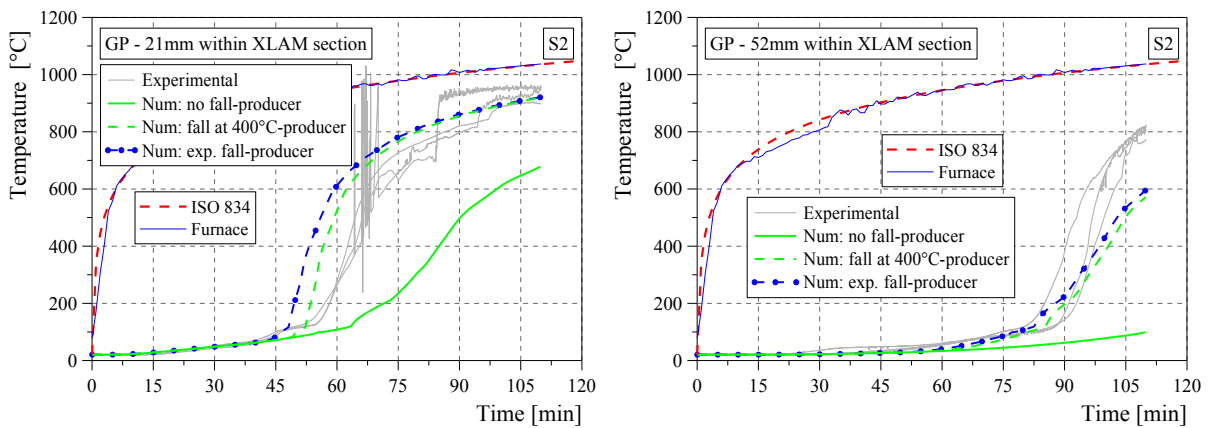 GP - 21mm within XLAM section
S2
Experimental
Num: no fall-producer
Num: fall at 400°C-producer
Num: exp. fall-producer
ISO 834
Furnace
Temperature [°C]
1200
1000
800
600
400
200
0
0 15 30 45 60 75 90 105 120
Time [min]
GP - 52mm within XLAM section
S2
ISO 834
Furnace
Experimental
Num: no fall-producer
Num: fall at 400°C-producer
Num: exp. fall-producer
Temperature [°C]
1200
1000
800
600
400
200
0
0 15 30 45 60 75 90 105 120
Time [min]